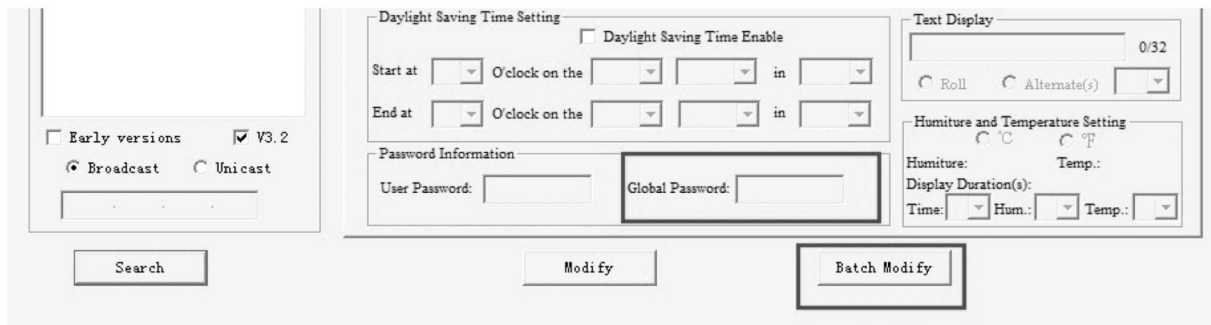 Daylight Saving Time Setting
Daylight Saving Time Enable
Start at O'clock on the in
End at O'clock on the in
Text Display
0/32
Roll Alternate(s)
Early versions V3.2
Broadcast Unicast
Password Information
User Password: Global Password:
Humiture and Temperature Setting
℃ ℉
Humiture: Temp.:
Display Duration(s):
Time: Hum.: Temp.:
Search Modify Batch Modify